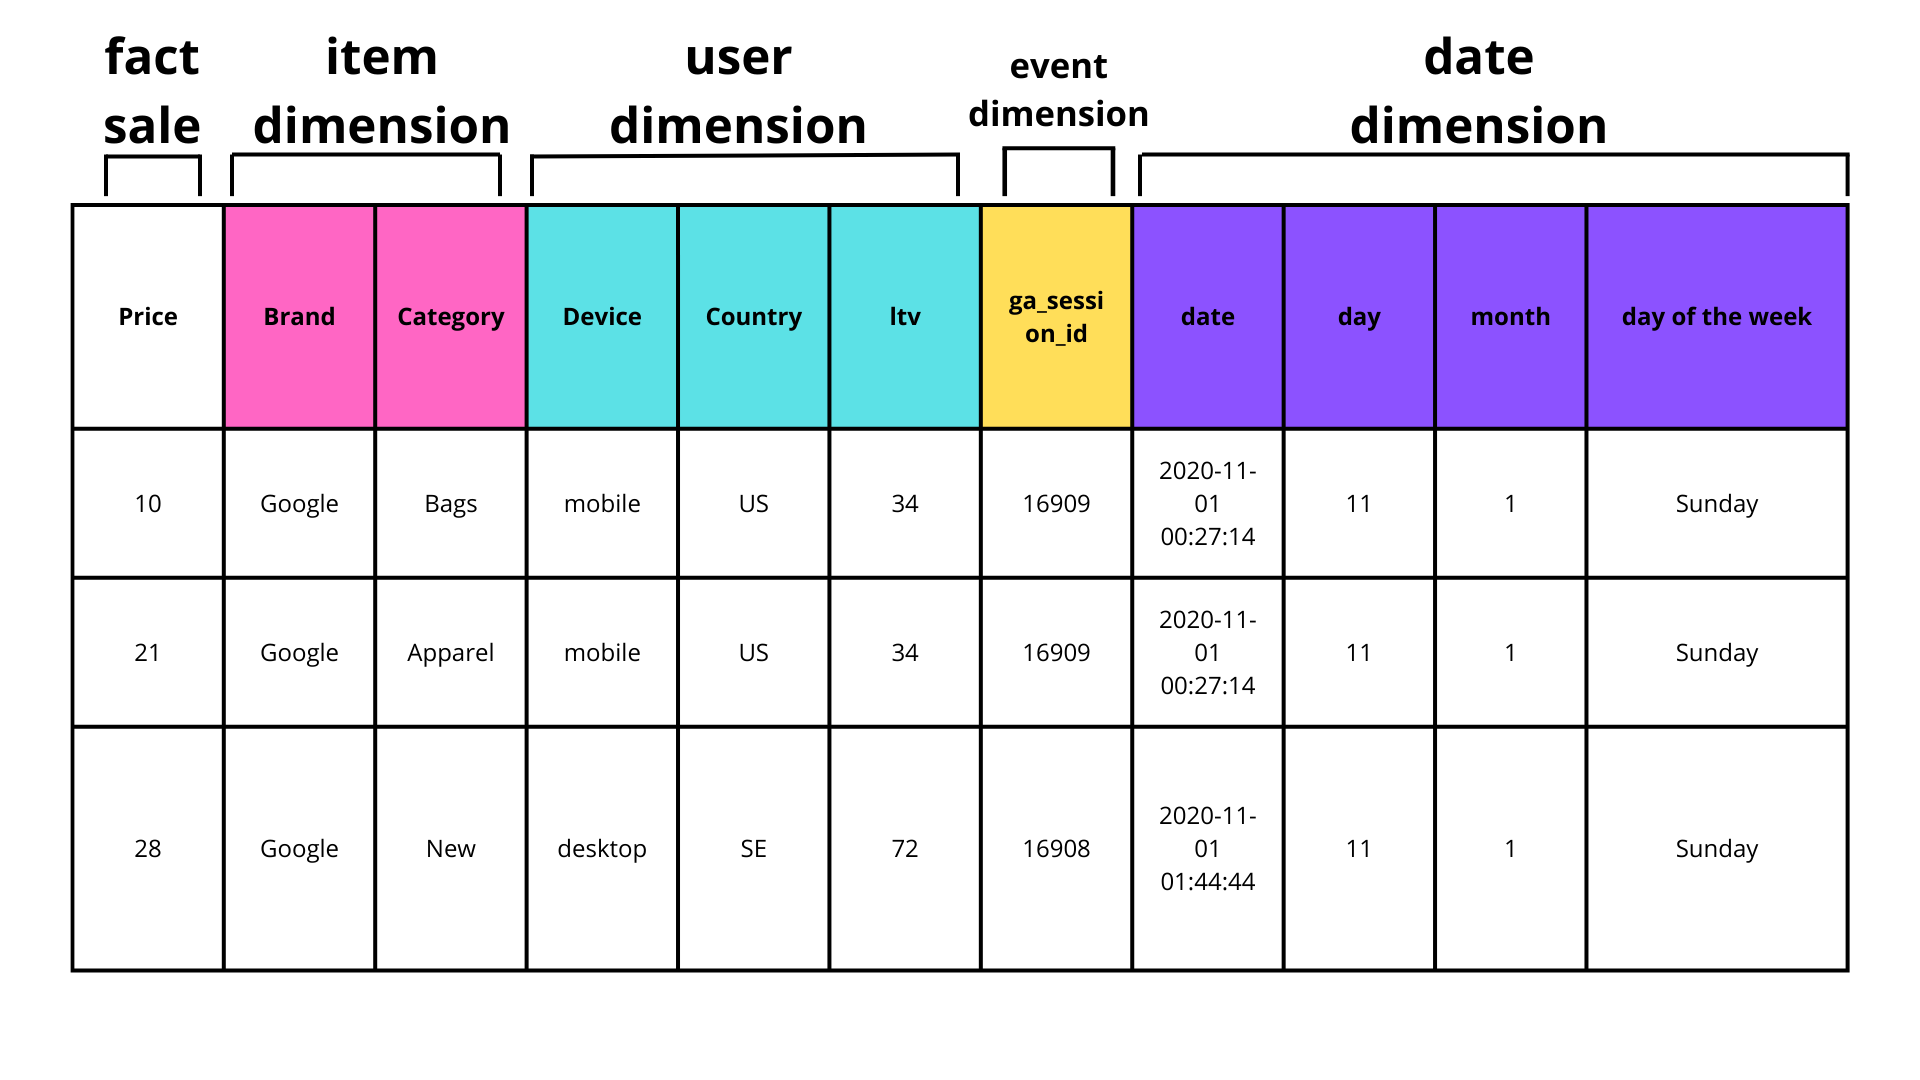 fact
sale
item
dimension
user
dimension
event
dimension
date
dimension
Price
Brand
Category
Device
Country
ltv
ga_sessi
on_id
date
day
month
day of the week
10
Google
Bags
mobile
US
34
16909
2020-11-
01
00:27:14
11
1
Sunday
21
Google
Apparel
mobile
US
34
16909
2020-11-
01
00:27:14
11
1
Sunday
28
Google
New
desktop
SE
72
16908
2020-11-
01
01:44:44
11
1
Sunday